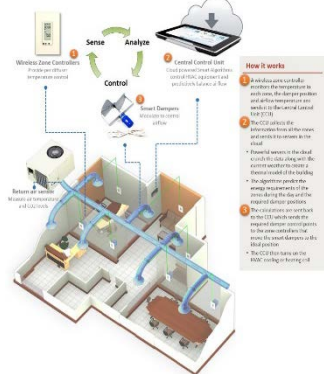 Sense
Analyze
Control
1
Wireless Zone Controllers
Provide per diffuser
temperature control
2
Central Control Unit
Cloud powered Smart Algorithms
control HVAC equipment and
predictively balance air flow
3
Smart Dampers
control
airflow
Return air sensor
Measure air temperature
and CO2 levels
How it works
1 A wireless zone controller
monitors the temperature in
each zone, the damper position
and airflow temperature and
sends it to the Central Control
Unit (CCU)
2 The CCU collects the
information from all the zones
and sends it to servers in the
cloud
• Powerful servers in the cloud
crunch the data along with the
current weather to create a
thermal model of the building
• The algorithms predict the
energy requirements of the
zones during the day and the
required damper positions
3 The calculations are sent back
to the CCU which sends the
required damper control points
to the zone controllers that
move the smart dampers to the
ideal position
• The CCU then turns on the
HVAC cooling or heating coil